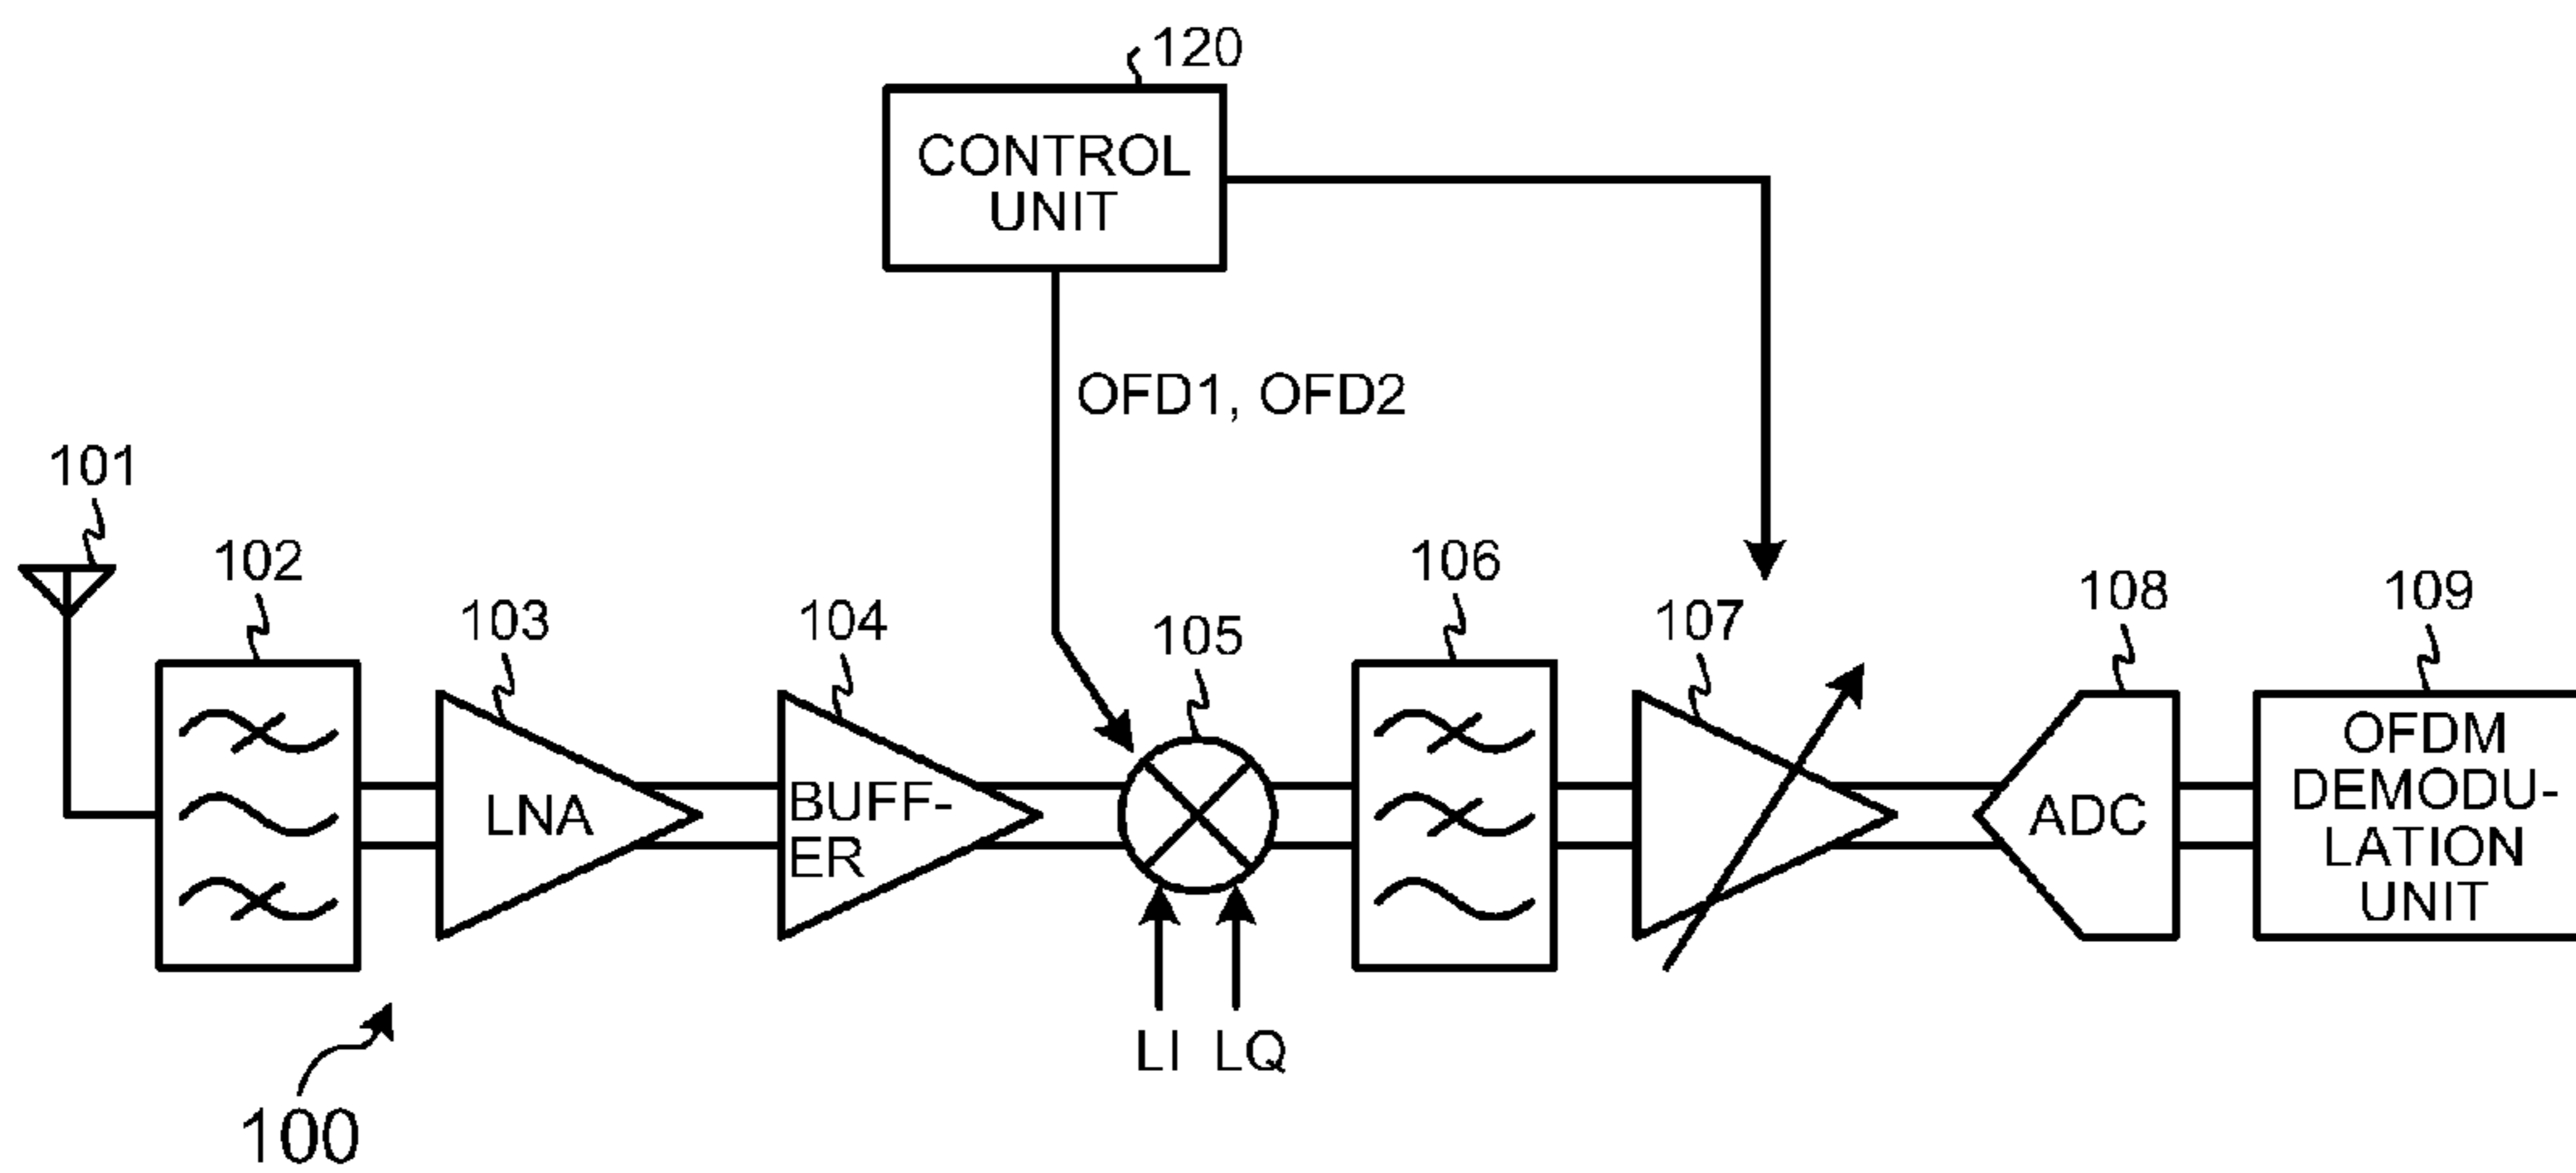 120
CONTROL
UNIT
OFD1, OFD2
101
102
103
104
105
106
107
108
109
LNA
BUFF-
ER
ADC
OFDM
DEMODU-
LATION
UNIT
LI LQ
100